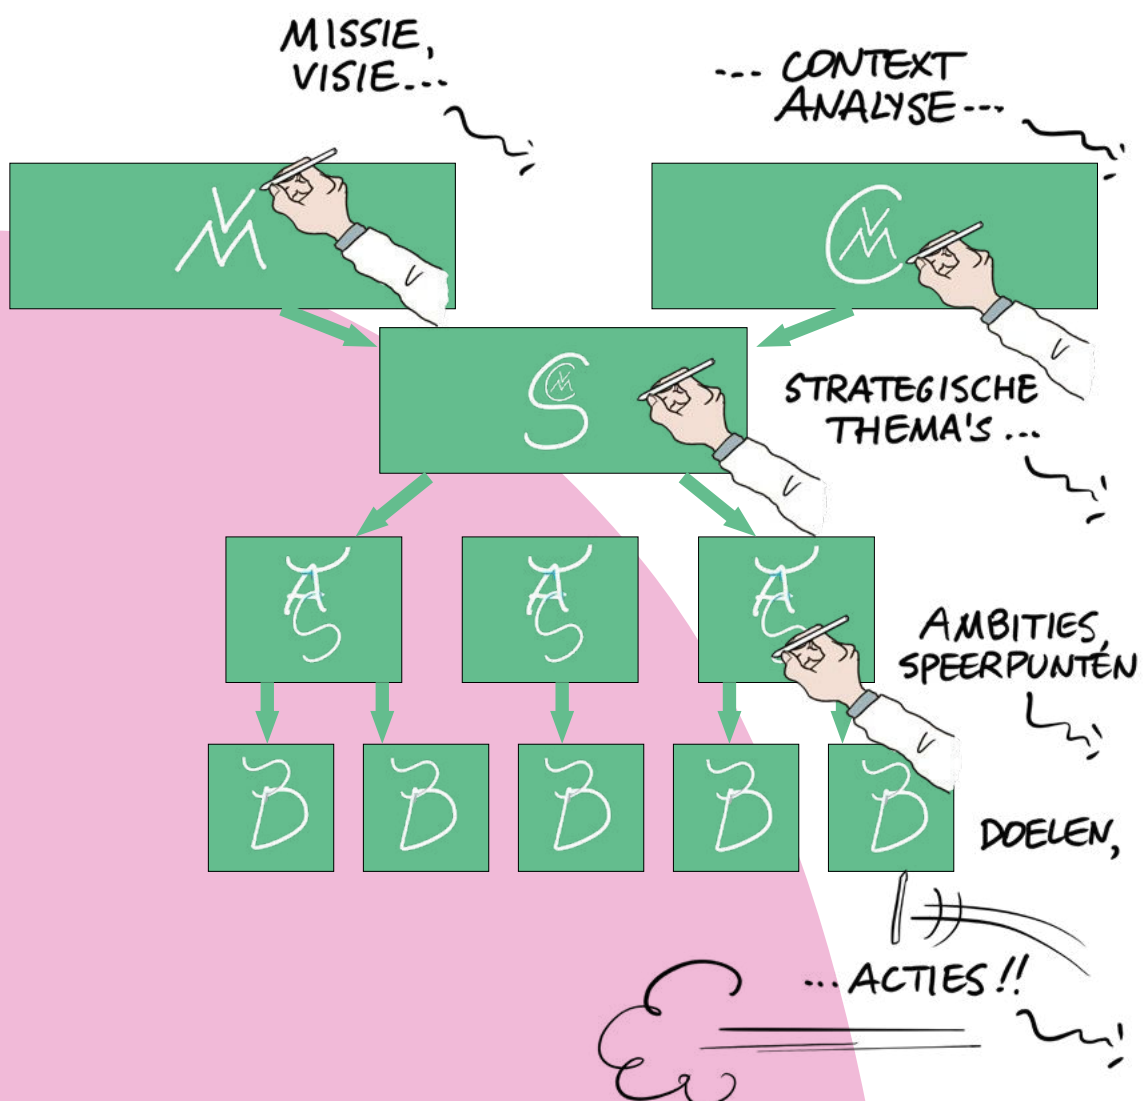 MISSIE,
VISIE...
... CONTEXT
ANALYSE...
STRATEGISCHE
THEMA'S...
AMBITIES,
SPEERPUNTEN
DOELEN,
...ACTIES!!